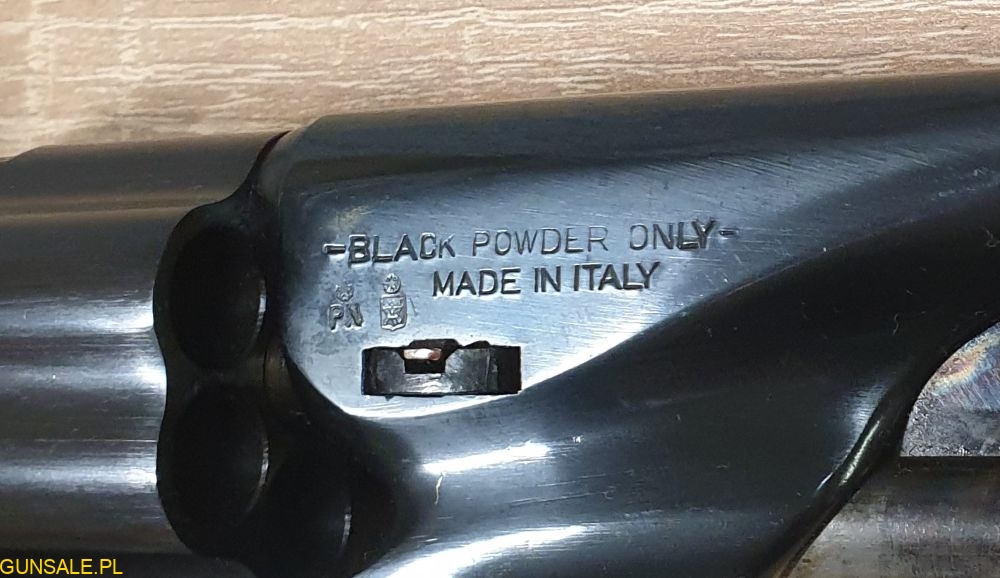 -BLACK POWDER ONLY-
MADE IN ITALY
PN
GUNSALE.PL